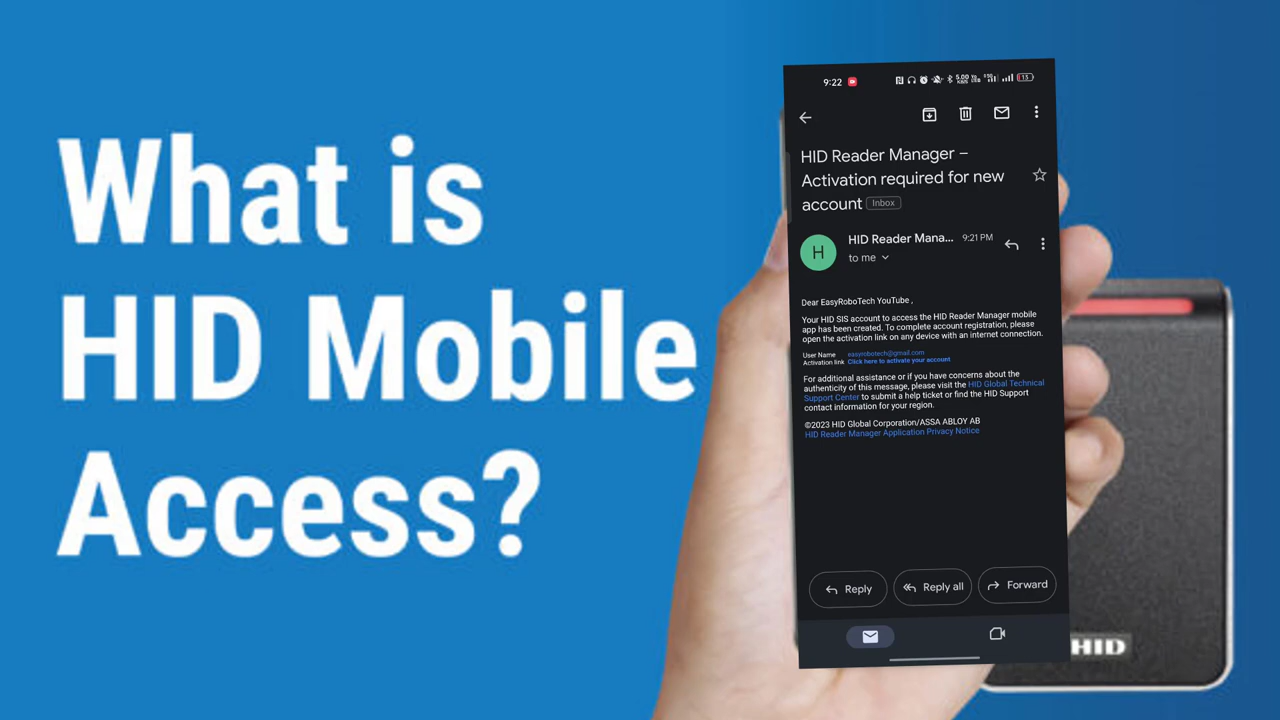 What is
HID Mobile
Access?
9:22
13
HID Reader Manager –
Activation required for new
account Inbox
H
HID Reader Mana... 9:21 PM
to me
Dear EasyRoboTech YouTube ,
Your HID SIS account to access the HID Reader Manager mobile
app has been created. To complete account registration, please
open the activation link on any device with an internet connection.
User Name easyrobotech@gmail.com
Activation link Click here to activate your account
For additional assistance or if you have concerns about the
authenticity of this message, please visit the HID Global Technical
Support Center to submit a help ticket or find the HID Support
contact information for your region.
©2023 HID Global Corporation/ASSA ABLOY AB
HID Reader Manager Application Privacy Notice
Reply Reply all Forward
HID